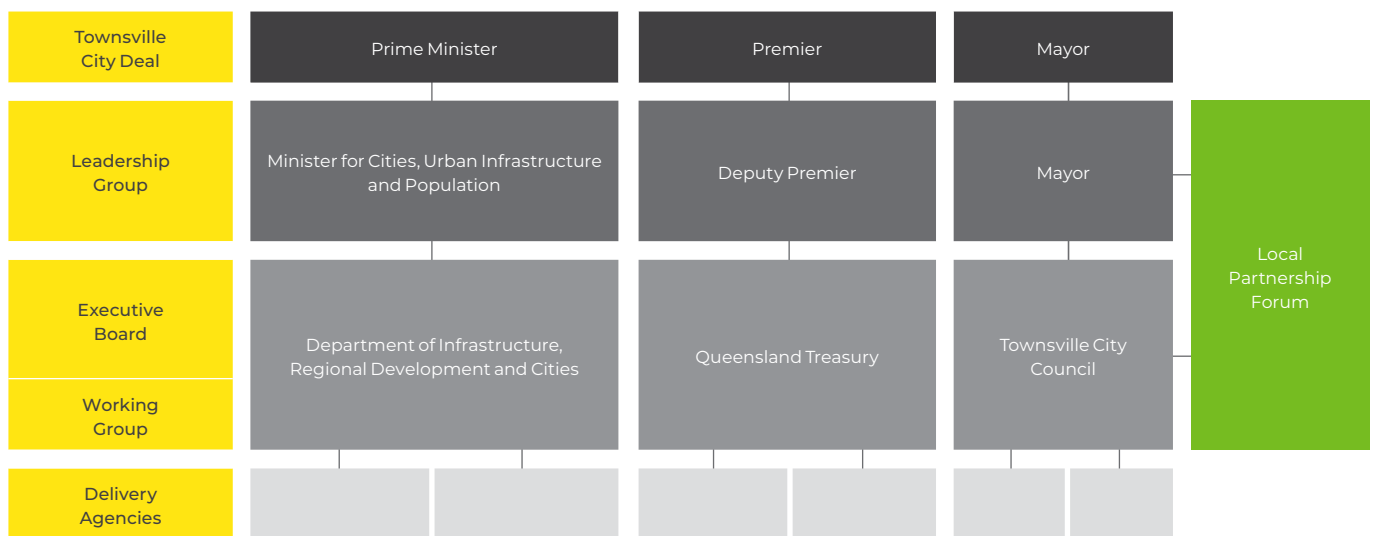 Townsville
City Deal
Prime Minister
Premier
Mayor
Leadership
Group
Minister for Cities, Urban Infrastructure
and Population
Deputy Premier
Mayor
Local
Partnership
Forum
Executive
Board
Working
Group
Department of Infrastructure,
Regional Development and Cities
Queensland Treasury
Townsville City
Council
Delivery
Agencies